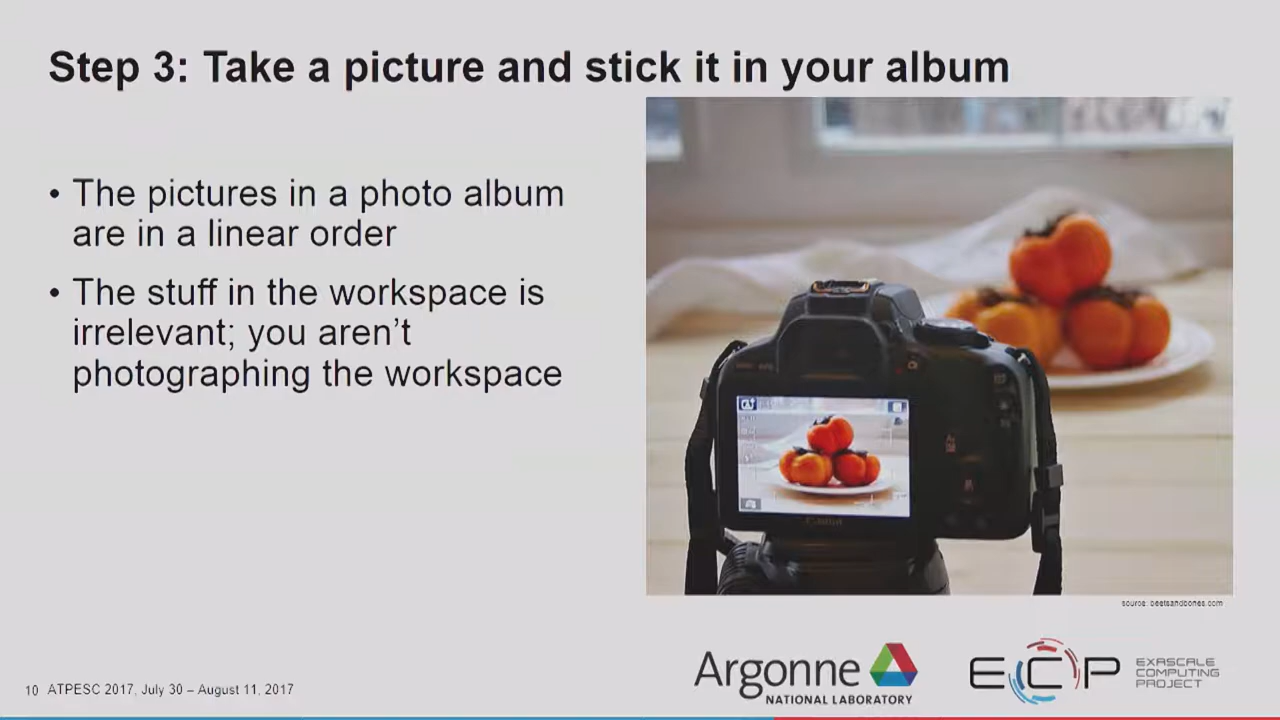 Step 3: Take a picture and stick it in your album
• The pictures in a photo album
are in a linear order
• The stuff in the workspace is
irrelevant; you aren't
photographing the workspace
Canon
source: beetsandbones.com
Argonne
NATIONAL LABORATORY
ECP
EXASCALE
COMPUTING
PROJECT
10 ATPESC 2017, July 30 – August 11, 2017